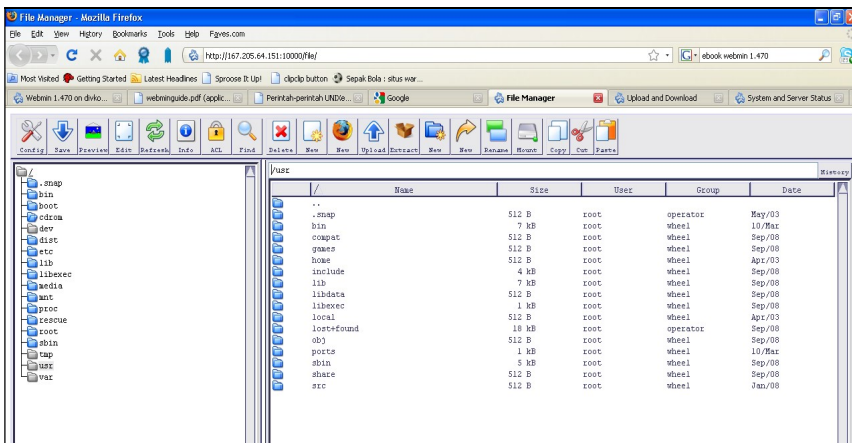 File Manager - Mozilla Firefox
File Edit View History Bookmarks Tools Help Fgves.com
http://167.205.64.151:10000/file/ ebook webmin 1.470
Most Visited Getting Started Latest Headlines Sproose It Up! clipclip button Sepak Bola : situs war...
Webmin 1.470 on divko... webminguide.pdf (applic... Perintah-perintah UNIX/e... Google File Manager Upload and Download System and Server Status
Config Save Preview Edit Refresh Info ACL Find Delete New New Upload Extract New New Rename Mount Copy Cut Paste
/
.snap
bin
boot
cdrom
dev
dist
etc
lib
libexec
media
mnt
proc
rescue
root
sbin
tmp
usr
var
/usr History
/ Name Size User Group Date
..
.snap 512 B root operator May/03
bin 7 kB root wheel 10/Mar
compat 512 B root wheel Sep/08
games 512 B root wheel Sep/08
home 512 B root wheel Apr/03
include 4 kB root wheel Sep/08
lib 7 kB root wheel Sep/08
libdata 512 B root wheel Sep/08
libexec 1 kB root wheel Sep/08
local 512 B root wheel Apr/03
lost+found 18 kB root operator Sep/08
obj 512 B root wheel Sep/08
ports 1 kB root wheel 10/Mar
sbin 5 kB root wheel Sep/08
share 512 B root wheel Sep/08
src 512 B root wheel Jan/08